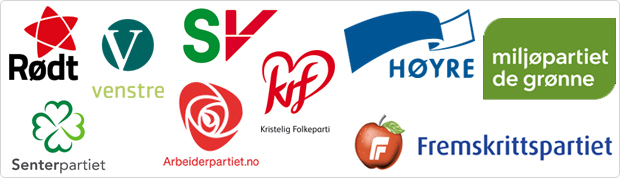 Rødt
V
venstre
SV
krf
Kristelig Folkeparti
HØYRE
miljøpartiet
de grønne
Senterpartiet
Arbeiderpartiet.no
F
Fremskrittspartiet